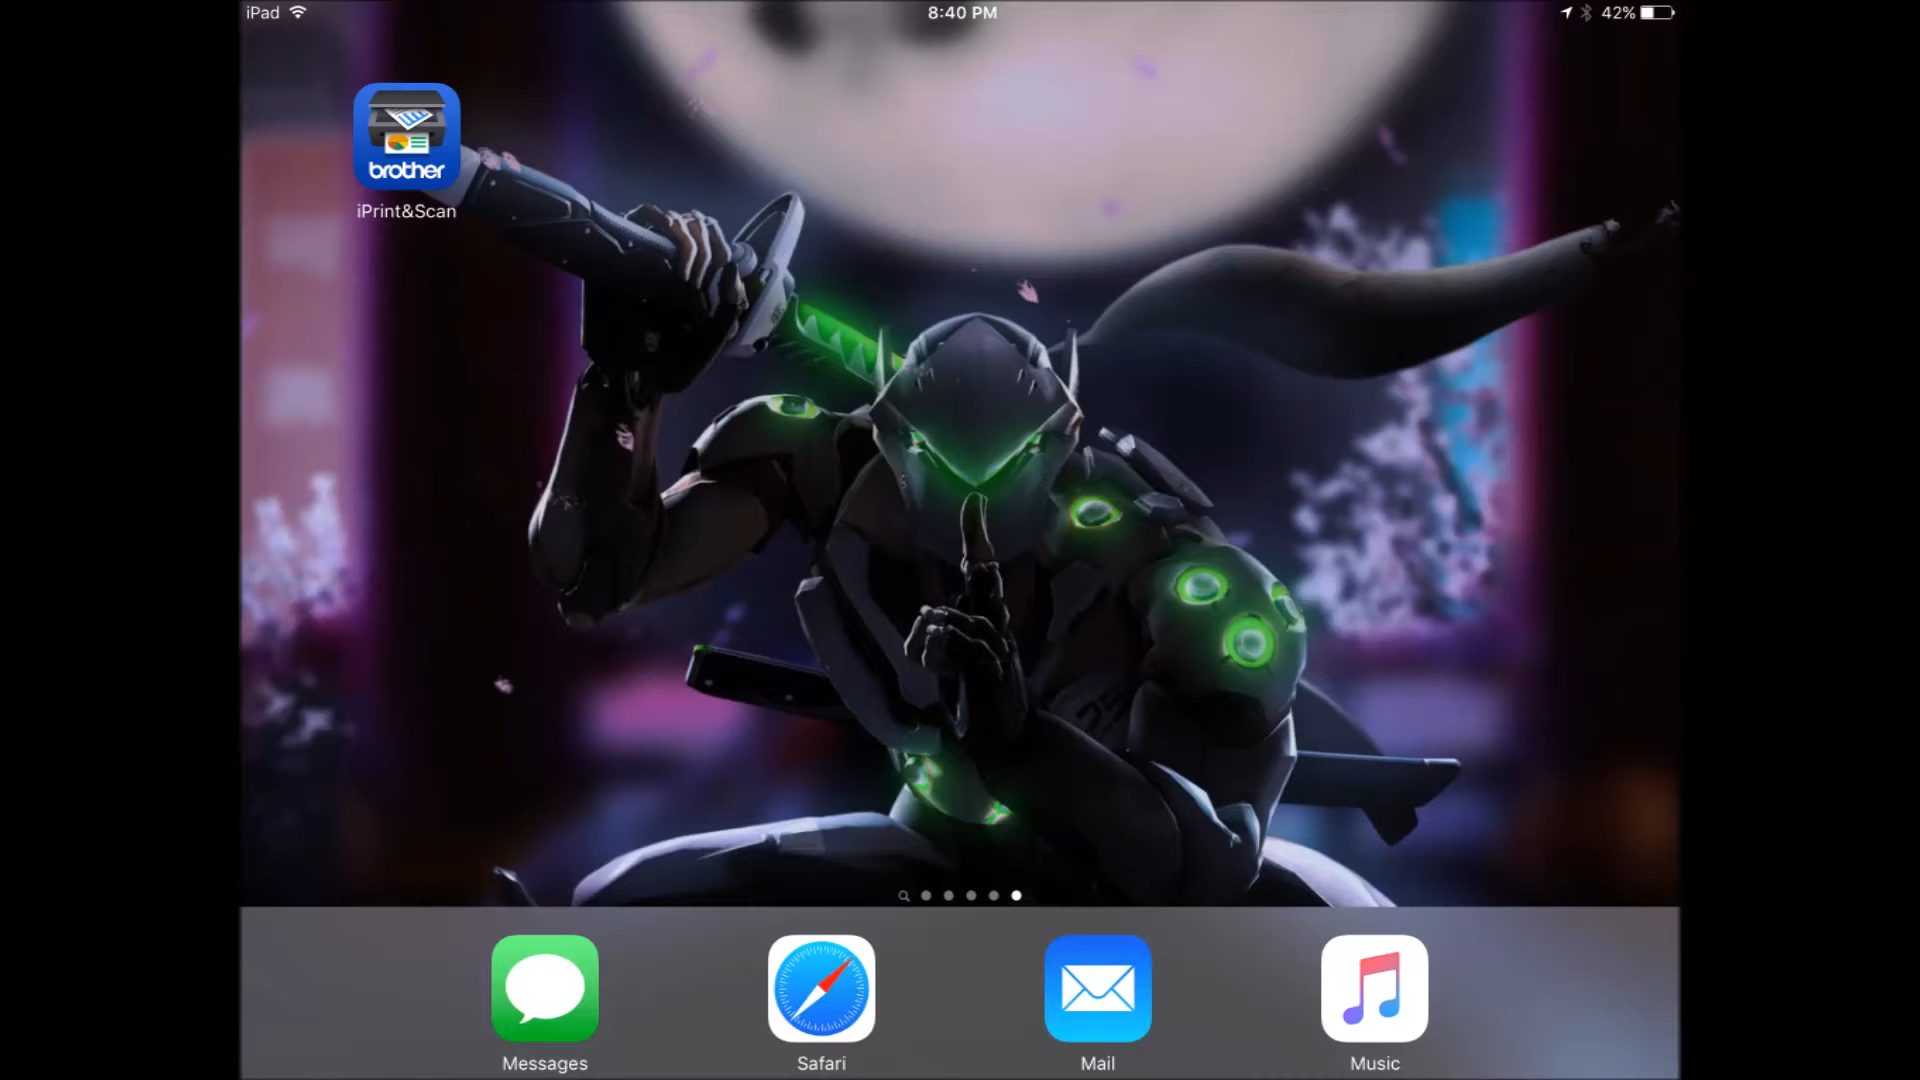 iPad
8:40 PM
42%
brother
iPrint&Scan
Messages
Safari
Mail
Music